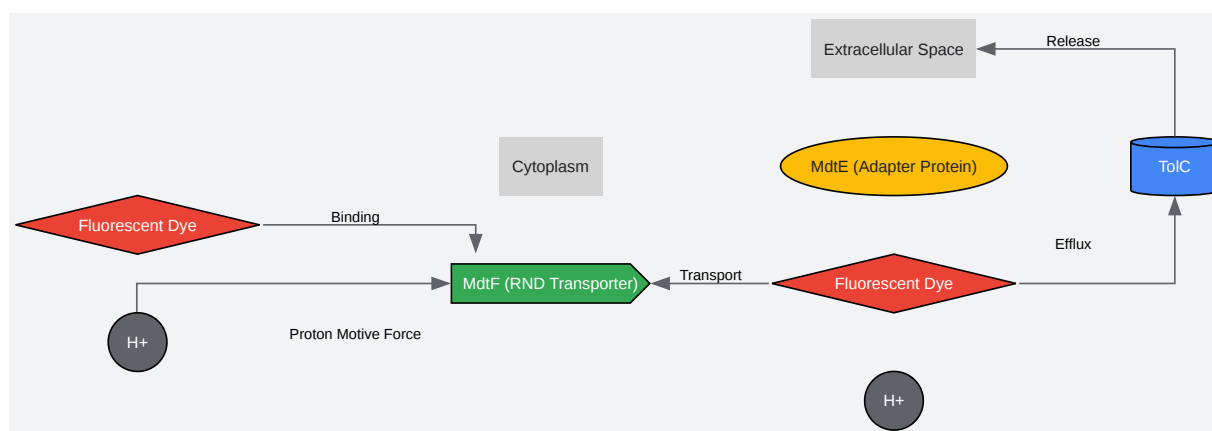 Extracellular Space
Release
Cytoplasm
MdtE (Adapter Protein)
TolC
Fluorescent Dye
Binding
Efflux
MdtF (RND Transporter)
Transport
Fluorescent Dye
H+
Proton Motive Force
H+